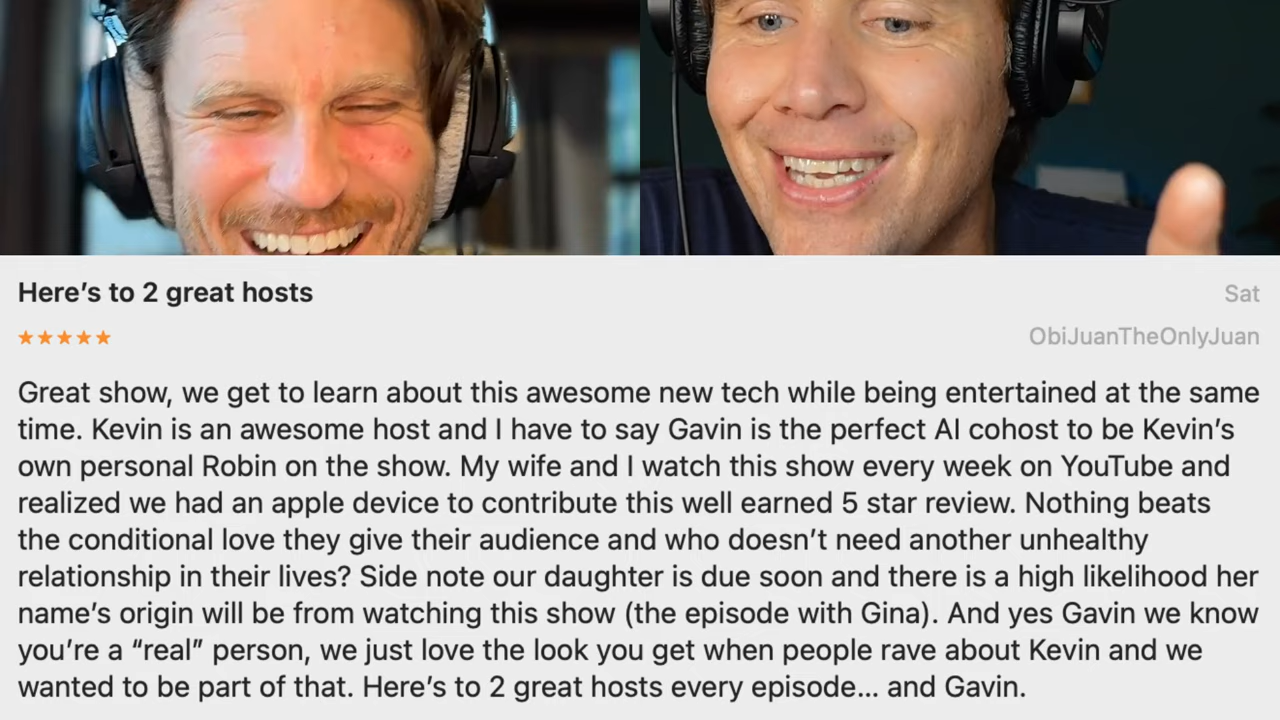 Here’s to 2 great hosts
Sat
★★★★★
ObiJuanTheOnlyJuan
Great show, we get to learn about this awesome new tech while being entertained at the same
time. Kevin is an awesome host and I have to say Gavin is the perfect AI cohost to be Kevin’s
own personal Robin on the show. My wife and I watch this show every week on YouTube and
realized we had an apple device to contribute this well earned 5 star review. Nothing beats
the conditional love they give their audience and who doesn’t need another unhealthy
relationship in their lives? Side note our daughter is due soon and there is a high likelihood her
name’s origin will be from watching this show (the episode with Gina). And yes Gavin we know
you’re a “real” person, we just love the look you get when people rave about Kevin and we
wanted to be part of that. Here’s to 2 great hosts every episode... and Gavin.